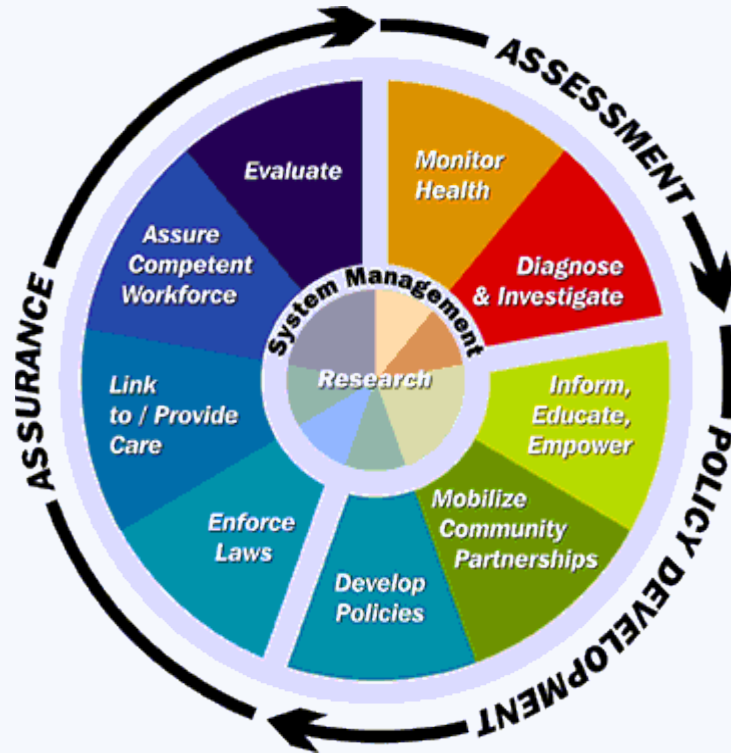 ASSESSMENT
POLICY DEVELOPMENT
ASSURANCE
Monitor
Health
Diagnose
& Investigate
Inform,
Educate,
Empower
Mobilize
Community
Partnerships
Develop
Policies
Enforce
Laws
Link
to / Provide
Care
Assure
Competent
Workforce
Evaluate
System Management
Research